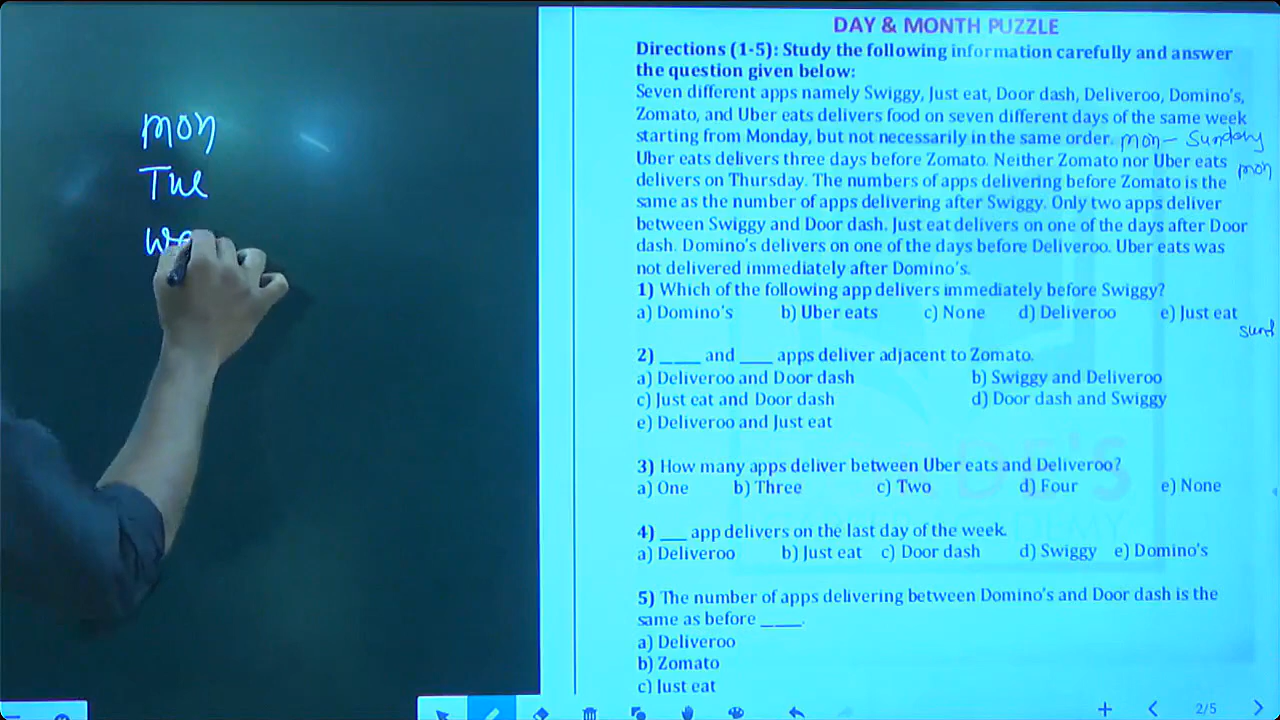 mon
Tue
DAY & MONTH PUZZLE
Directions (1-5): Study the following information carefully and answer
the question given below:
Seven different apps namely Swiggy, Just eat, Door dash, Deliveroo, Domino's,
Zomato, and Uber eats delivers food on seven different days of the same week
starting from Monday, but not necessarily in the same order. mon - Sunday
Uber eats delivers three days before Zomato. Neither Zomato nor Uber eats mon
delivers on Thursday. The numbers of apps delivering before Zomato is the
same as the number of apps delivering after Swiggy. Only two apps deliver
between Swiggy and Door dash. Just eat delivers on one of the days after Door
dash. Domino's delivers on one of the days before Deliveroo. Uber eats was
not delivered immediately after Domino's.
1) Which of the following app delivers immediately before Swiggy?
a) Domino's b) Uber eats c) None d) Deliveroo e) Just eat
2) ____ and ____ apps deliver adjacent to Zomato.
a) Deliveroo and Door dash b) Swiggy and Deliveroo
c) Just eat and Door dash d) Door dash and Swiggy
e) Deliveroo and Just eat
3) How many apps deliver between Uber eats and Deliveroo?
a) One b) Three c) Two d) Four e) None
4) ___ app delivers on the last day of the week.
a) Deliveroo b) Just eat c) Door dash d) Swiggy e) Domino's
5) The number of apps delivering between Domino's and Door dash is the
same as before ____.
a) Deliveroo
b) Zomato
c) Just eat
2/5